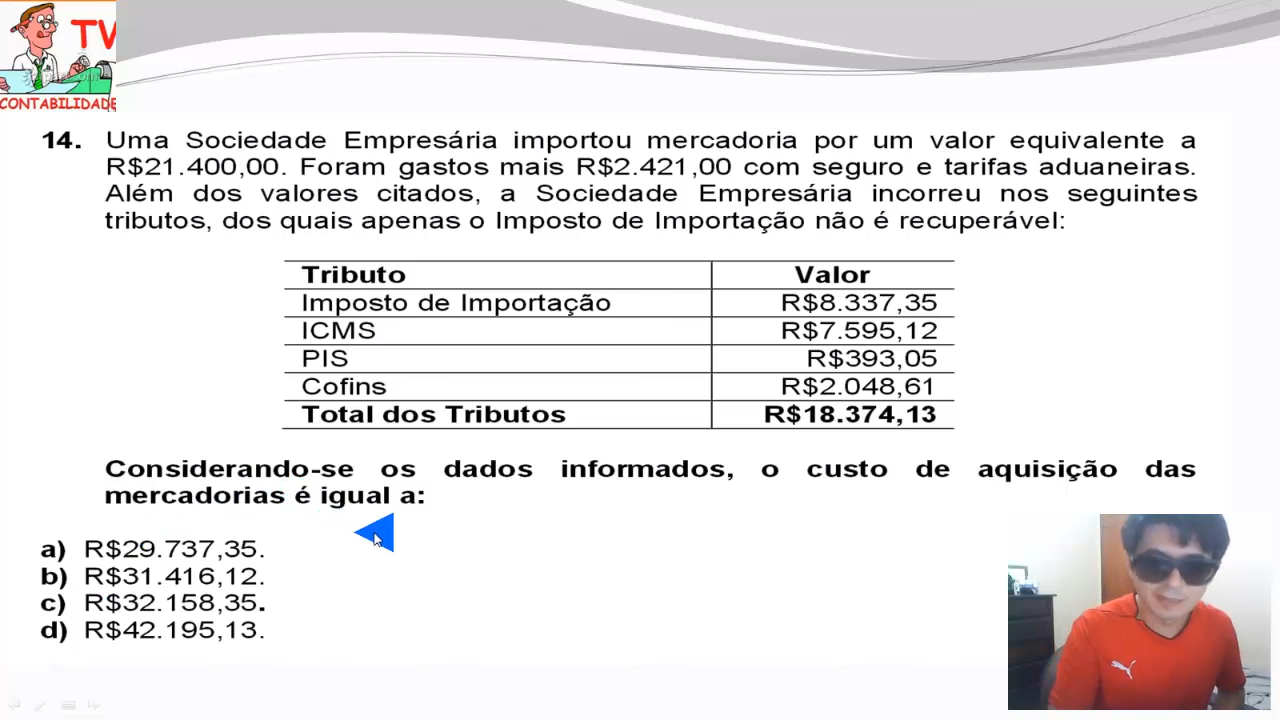 TV
CONTABILIDADE
14. Uma Sociedade Empresária importou mercadoria por um valor equivalente a
R$21.400,00. Foram gastos mais R$2.421,00 com seguro e tarifas aduaneiras.
Além dos valores citados, a Sociedade Empresária incorreu nos seguintes
tributos, dos quais apenas o Imposto de Importação não é recuperável:
Tributo Valor
Imposto de Importação R$8.337,35
ICMS R$7.595,12
PIS R$393,05
Cofins R$2.048,61
Total dos Tributos R$18.374,13
Considerando-se os dados informados, o custo de aquisição das
mercadorias é igual a:
a) R$29.737,35.
b) R$31.416,12.
c) R$32.158,35.
d) R$42.195,13.